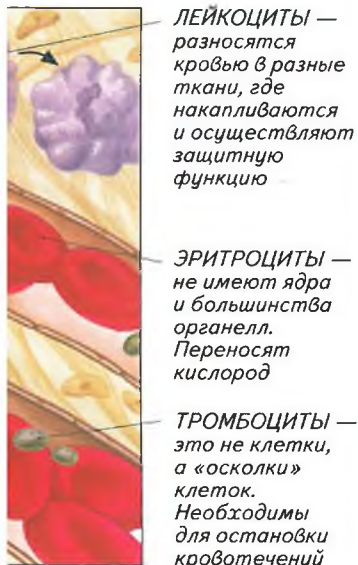 ЛЕЙКОЦИТЫ —
разносятся
кровью в разные
ткани, где
накапливаются
и осуществляют
защитную
функцию
ЭРИТРОЦИТЫ —
не имеют ядра
и большинства
органелл.
Переносят
кислород
ТРОМБОЦИТЫ —
это не клетки,
а «осколки»
клеток.
Необходимы
для остановки
кровотечений